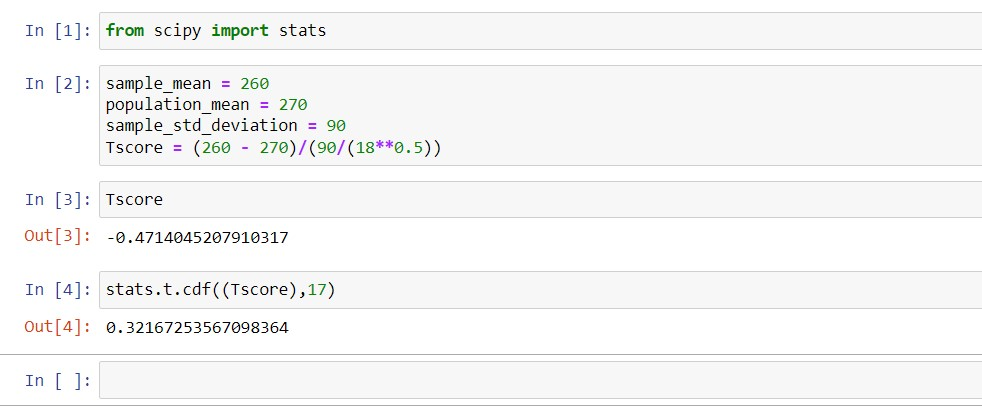 In [1]: from scipy import stats
In [2]: sample_mean = 260
population_mean = 270
sample_std_deviation = 90
Tscore = (260 - 270)/(90/(18**0.5))
In [3]: Tscore
Out[3]: -0.4714045207910317
In [4]: stats.t.cdf((Tscore),17)
Out[4]: 0.32167253567098364
In [ ]: